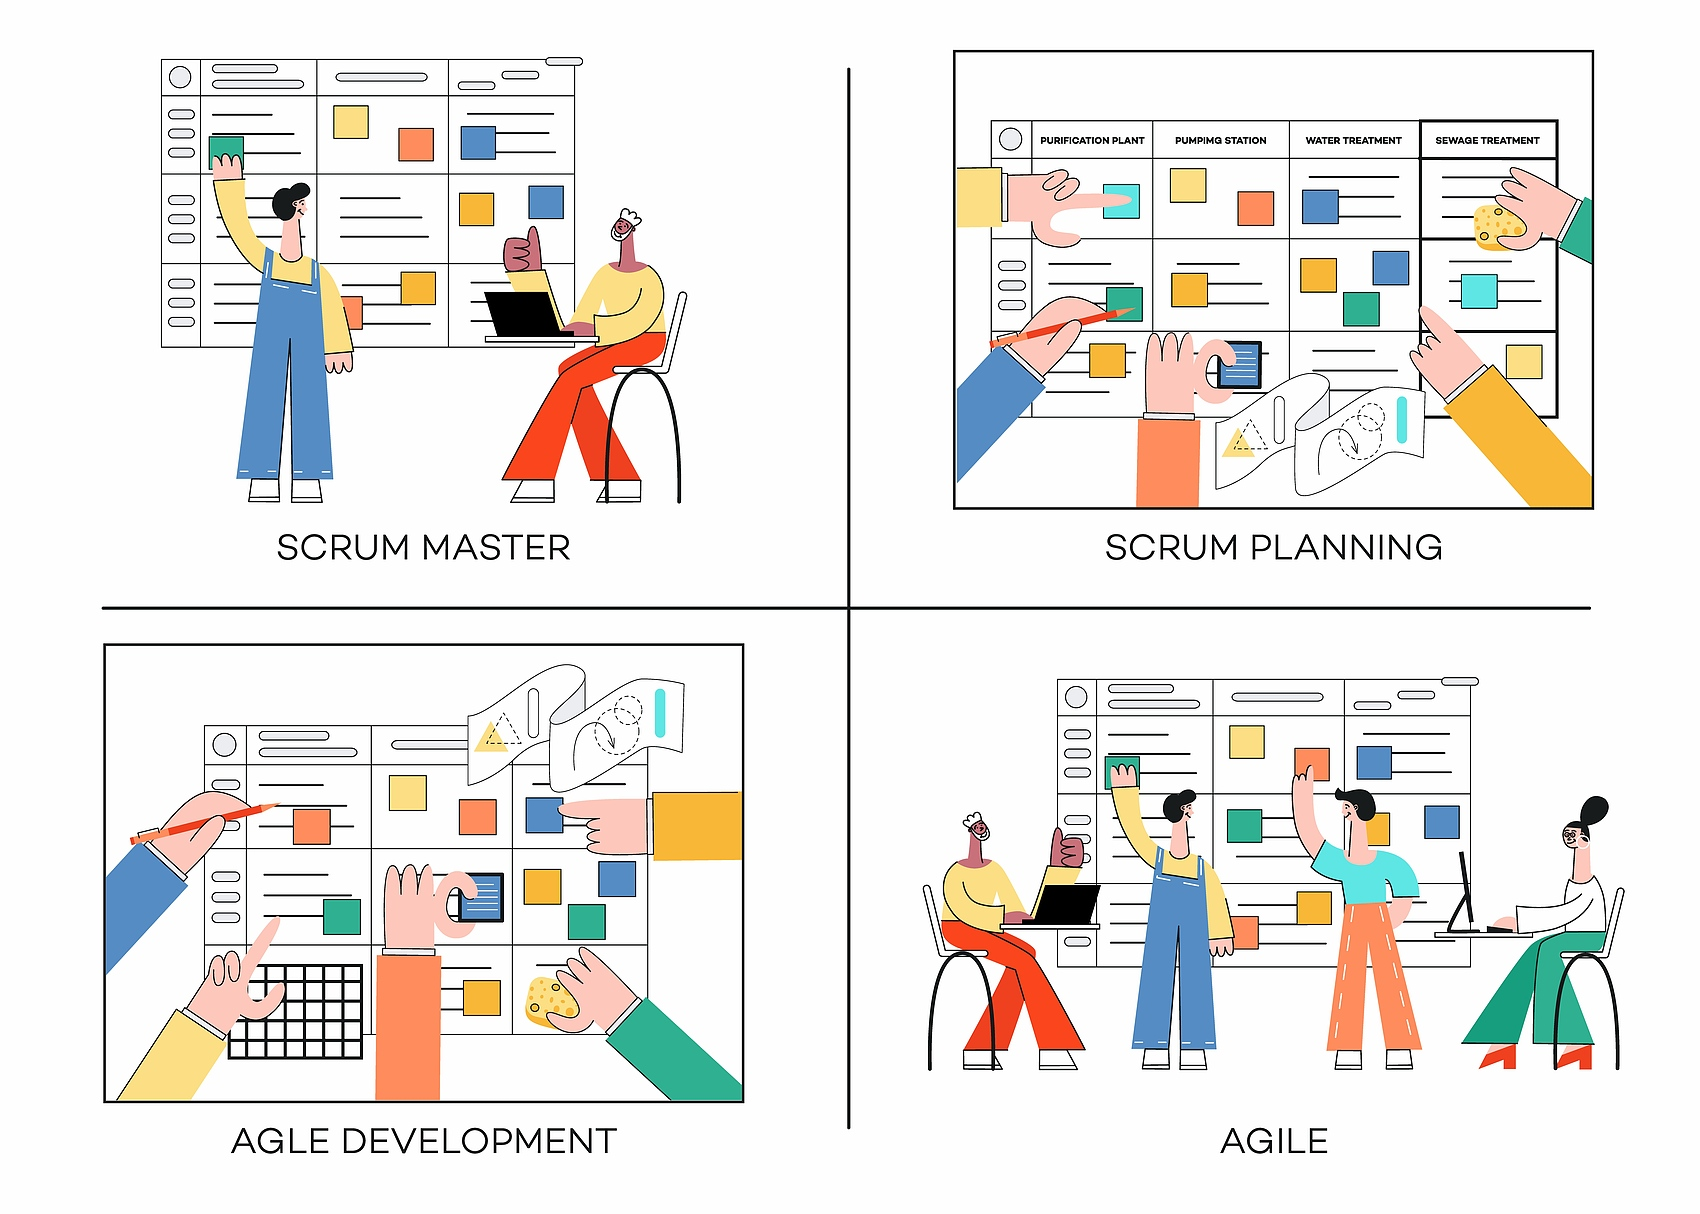 PURIFICATION PLANT
PUMPIMG STATION
WATER TREATMENT
SEWAGE TREATMENT
SCRUM MASTER
SCRUM PLANNING
AGLE DEVELOPMENT
AGILE